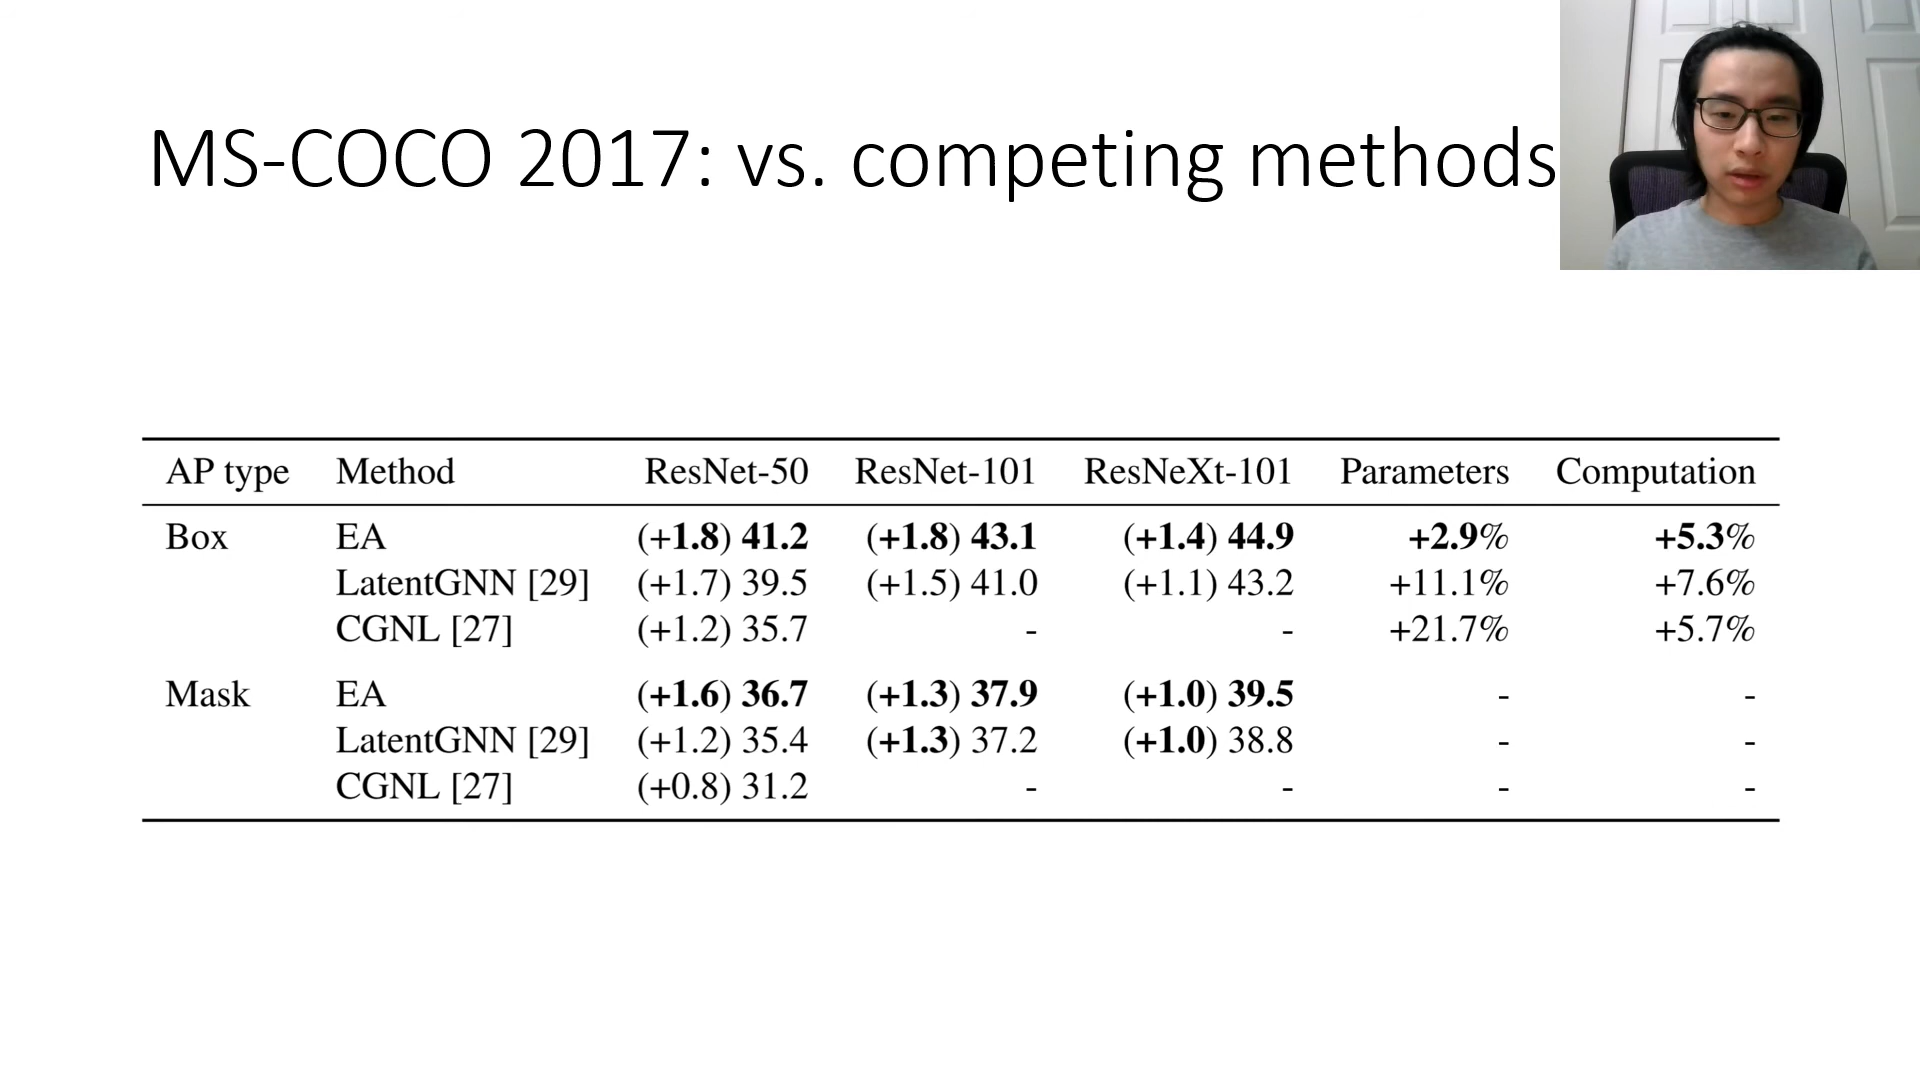 MS-COCO 2017: vs. competing methods
AP type Method ResNet-50 ResNet-101 ResNeXt-101 Parameters Computation
Box EA (+1.8) 41.2 (+1.8) 43.1 (+1.4) 44.9 +2.9% +5.3%
LatentGNN [29] (+1.7) 39.5 (+1.5) 41.0 (+1.1) 43.2 +11.1% +7.6%
CGNL [27] (+1.2) 35.7 - - +21.7% +5.7%
Mask EA (+1.6) 36.7 (+1.3) 37.9 (+1.0) 39.5 - -
LatentGNN [29] (+1.2) 35.4 (+1.3) 37.2 (+1.0) 38.8 - -
CGNL [27] (+0.8) 31.2 - - - -